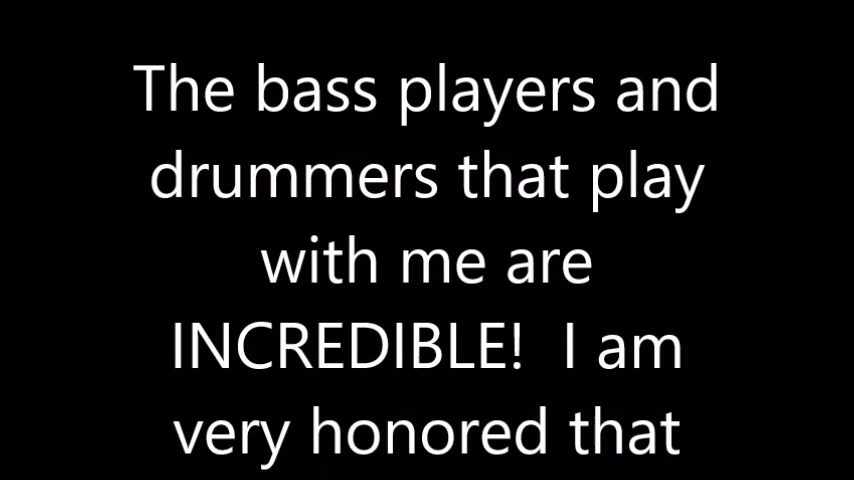 The bass players and
drummers that play
with me are
INCREDIBLE!  I am
very honored that